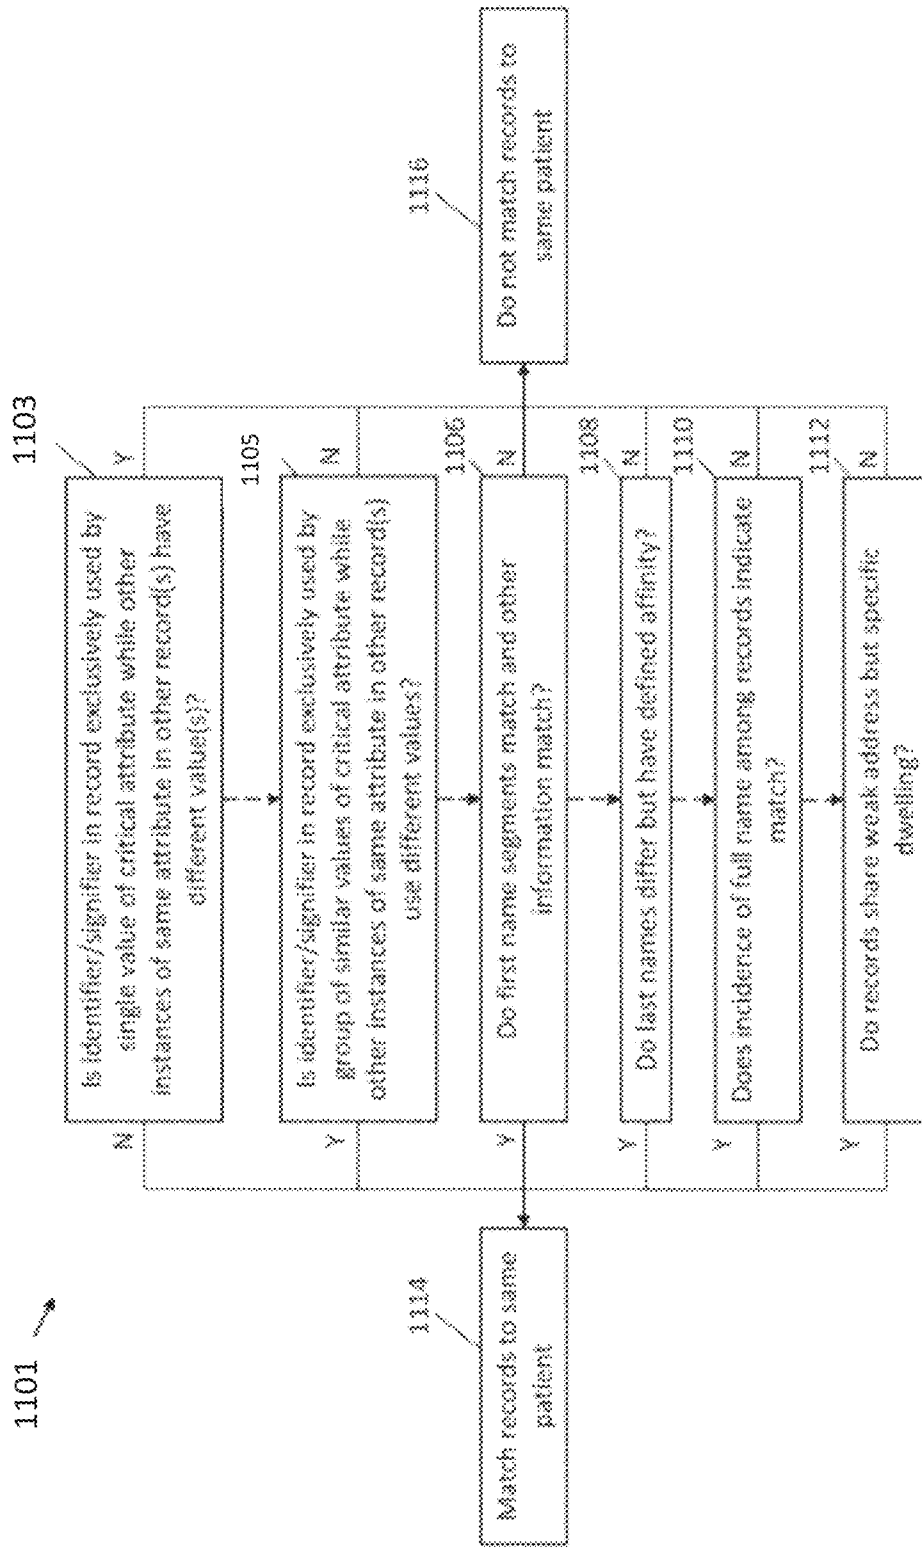 1101
1103
Is identifier/signifier in record exclusively used by
single value of critical attribute while other
instances of same attribute in other record(s) have
different value(s)?
N
Y
1105
Is identifier/signifier in record exclusively used by
group of similar values of critical attribute while
other instances of same attribute in other record(s)
use different values?
Y
N
1106
Do first name segments match and other
information match?
Y
N
1114
Match records to same
patient
1116
Do not match records to
same patient
1108
Do last names differ but have defined affinity?
Y
N
1110
Does incidence of full name among records indicate
match?
Y
N
1112
Do records share weak address but specific
dwelling?
Y
N